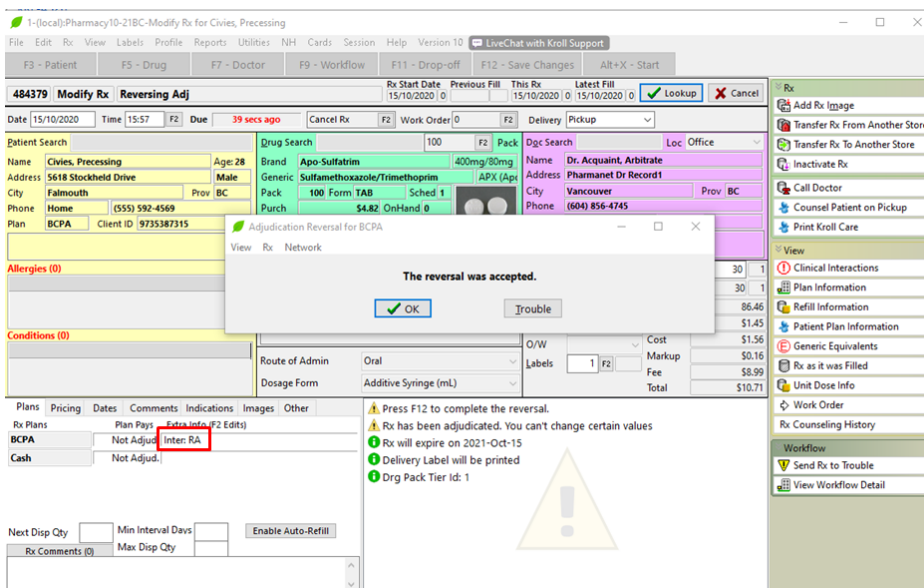 1-(local):Pharmacy10-21BC-Modify Rx for Civies, Precessing
File Edit Rx View Labels Profile Reports Utilities NH Cards Session Help Version 10 LiveChat with Kroll Support
F3 - Patient F5 - Drug F7 - Doctor F9 - Workflow F11 - Drop-off F12 - Save Changes Alt+X - Start
Rx Start Date Previous Fill This Rx Latest Fill
484379 Modify Rx Reversing Adj 15/10/2020 0 15/10/2020 0 15/10/2020 0 Lookup Cancel
Date 15/10/2020 Time 15:57 F2 Due 39 secs ago Cancel Rx F2 Work Order 0 F2 Delivery Pickup
Patient Search
Name Civies, Precessing Age: 28
Address 5618 Stockheld Drive Male
City Falmouth Prov BC
Phone Home (555) 592-4569
Plan BCPA Client ID 9735387315
Allergies (0)
Conditions (0)
Drug Search 100 F2 Pack
Brand Apo-Sulfatrim 400mg/80mg
Generic Sulfamethoxazole/Trimethoprim APX (Apo
Pack 100 Form TAB Sched 1
Purch $4.82 OnHand 0
Doc Search Loc Office
Name Dr. Acquaint, Arbitrate
Address Pharmanet Dr Record1
City Vancouver Prov BC
Phone (604) 856-4745
Adjudication Reversal for BCPA
View Rx Network
The reversal was accepted.
OK Trouble
30 1
30 1
86.46
$1.45
O/W Cost $1.56
Labels 1 F2 Markup $0.16
Fee $8.99
Total $10.71
Route of Admin Oral
Dosage Form Additive Syringe (mL)
Plans Pricing Dates Comments Indications Images Other
Rx Plans Plan Pays Extra Info (F2 Edits)
BCPA Not Adjud Inter: RA
Cash Not Adjud.
Next Disp Qty Min Interval Days Enable Auto-Refill
Max Disp Qty
Rx Comments (0)
Press F12 to complete the reversal.
Rx has been adjudicated. You can't change certain values
Rx will expire on 2021-Oct-15
Delivery Label will be printed
Drg Pack Tier Id: 1
Rx
Add Rx Image
Transfer Rx From Another Store
Transfer Rx To Another Store
Inactivate Rx
Call Doctor
Counsel Patient on Pickup
Print Kroll Care
View
Clinical Interactions
Plan Information
Refill Information
Patient Plan Information
Generic Equivalents
Rx as it was Filled
Unit Dose Info
Work Order
Rx Counseling History
Workflow
Send Rx to Trouble
View Workflow Detail